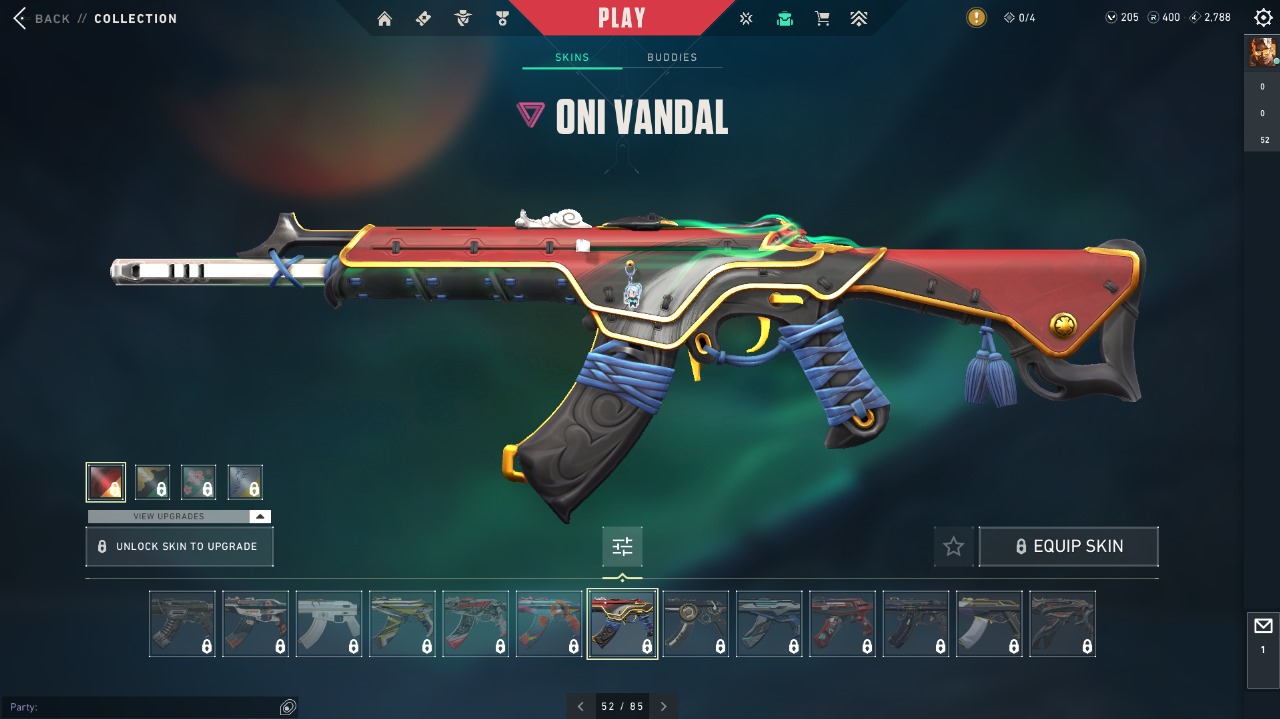 BACK // COLLECTION
PLAY
0/4
205
400
2,788
SKINS
BUDDIES
ONI VANDAL
0
0
52
VIEW UPGRADES
UNLOCK SKIN TO UPGRADE
EQUIP SKIN
1
Party:
52 / 85